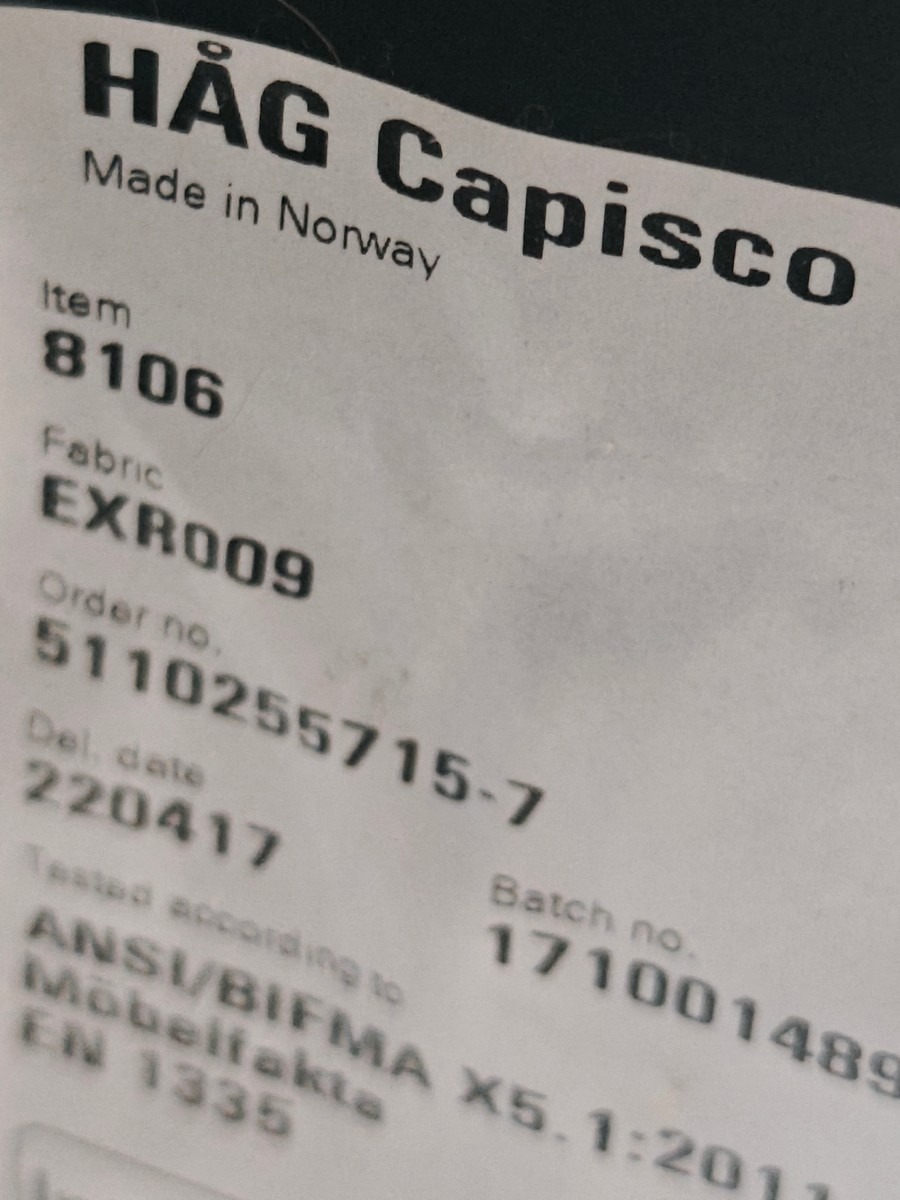 HÅG Capisco
Made in Norway
Item
8106
Fabric
EXR009
Order no.
5110255715-7
Del. date
220417
Batch no.
171001489
Tested according to
ANSI/BIFMA X5.1:2011
Möbelfakta
EN 1335